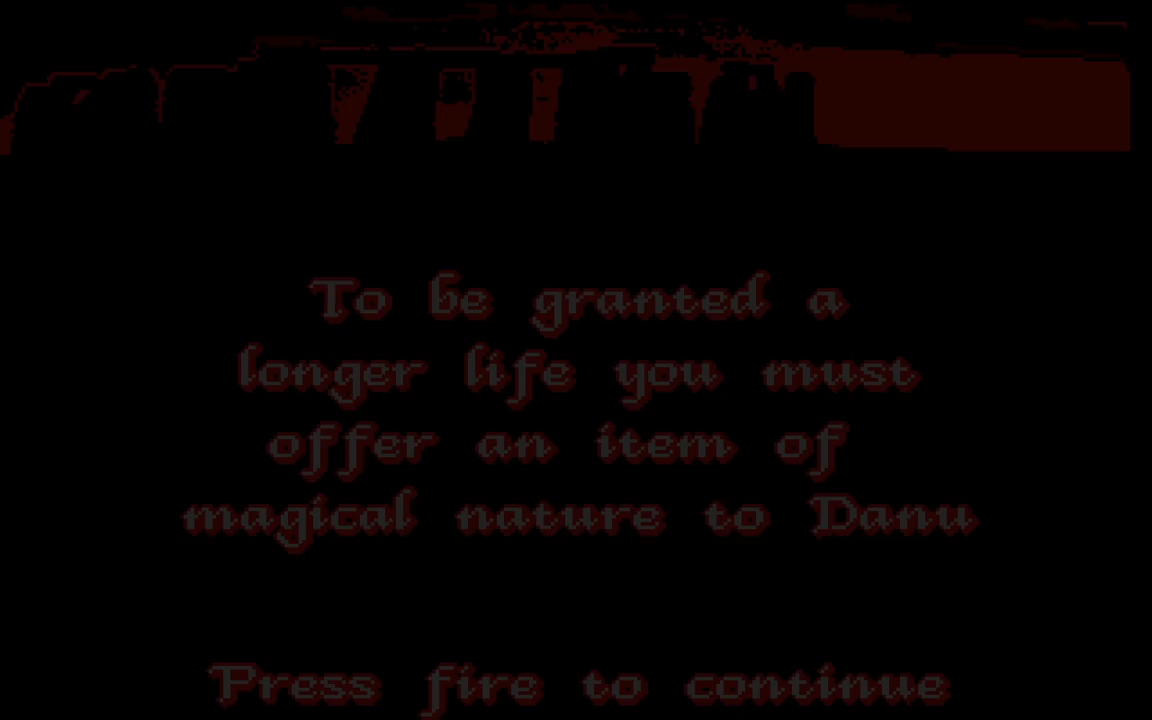 To be granted a
longer life you must
offer an item of
magical nature to Danu
Press fire to continue